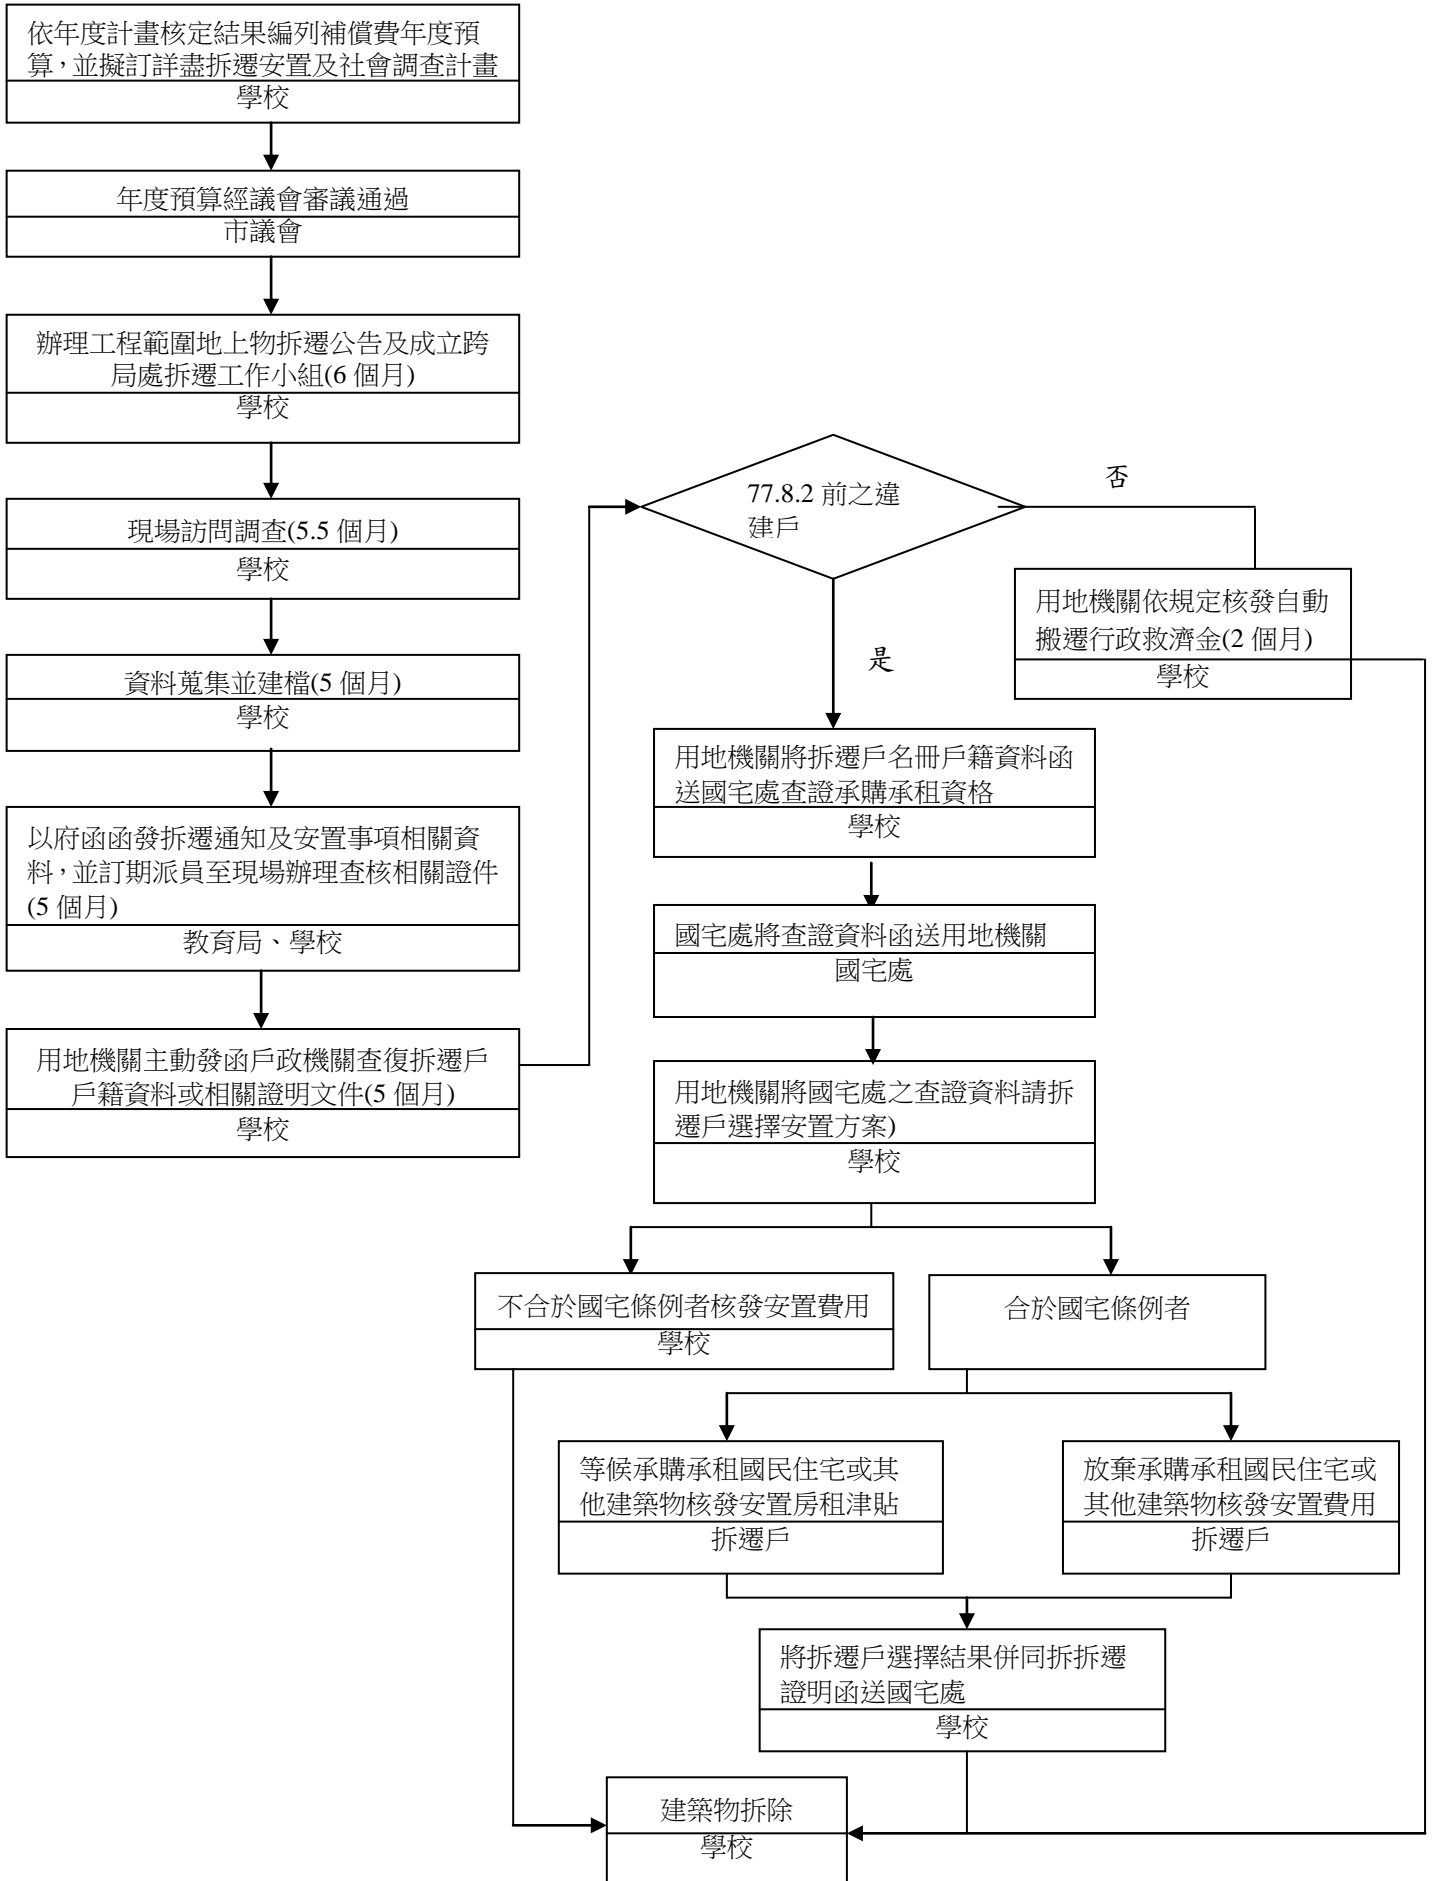 依年度計畫核定結果編列補償費年度預
算，並擬訂詳盡拆遷安置及社會調查計畫
學校
年度預算經議會審議通過
市議會
辦理工程範圍地上物拆遷公告及成立跨
局處拆遷工作小組(6 個月)
學校
現場訪問調查(5.5 個月)
學校
資料蒐集並建檔(5 個月)
學校
以府函函發拆遷通知及安置事項相關資
料，並訂期派員至現場辦理查核相關證件
(5 個月)
教育局、學校
用地機關主動發函戶政機關查復拆遷戶
戶籍資料或相關證明文件(5 個月)
學校
77.8.2 前之違
建戶
否
用地機關依規定核發自動
搬遷行政救濟金(2 個月)
學校
是
用地機關將拆遷戶名冊戶籍資料函
送國宅處查證承購承租資格
學校
國宅處將查證資料函送用地機關
國宅處
用地機關將國宅處之查證資料請拆
遷戶選擇安置方案)
學校
不合於國宅條例者核發安置費用
學校
合於國宅條例者
等候承購承租國民住宅或其
他建築物核發安置房租津貼
拆遷戶
放棄承購承租國民住宅或
其他建築物核發安置費用
拆遷戶
將拆遷戶選擇結果併同拆拆遷
證明函送國宅處
學校
建築物拆除
學校